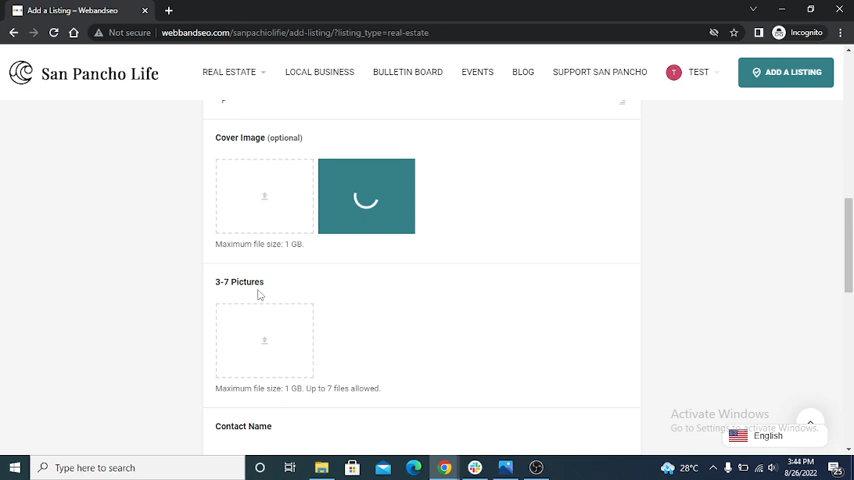 Add a Listing – Webandseo
Not secure
webbandseo.com/sanpachiolifie/add-listing/?listing_type=real-estate
Incognito
San Pancho Life
REAL ESTATE
LOCAL BUSINESS
BULLETIN BOARD
EVENTS
BLOG
SUPPORT SAN PANCHO
T
TEST
ADD A LISTING
Cover Image (optional)
Maximum file size: 1 GB.
3-7 Pictures
Maximum file size: 1 GB. Up to 7 files allowed.
Contact Name
Activate Windows
Go to Settings to activate Windows.
English
Type here to search
28°C
3:44 PM
8/26/2022
25